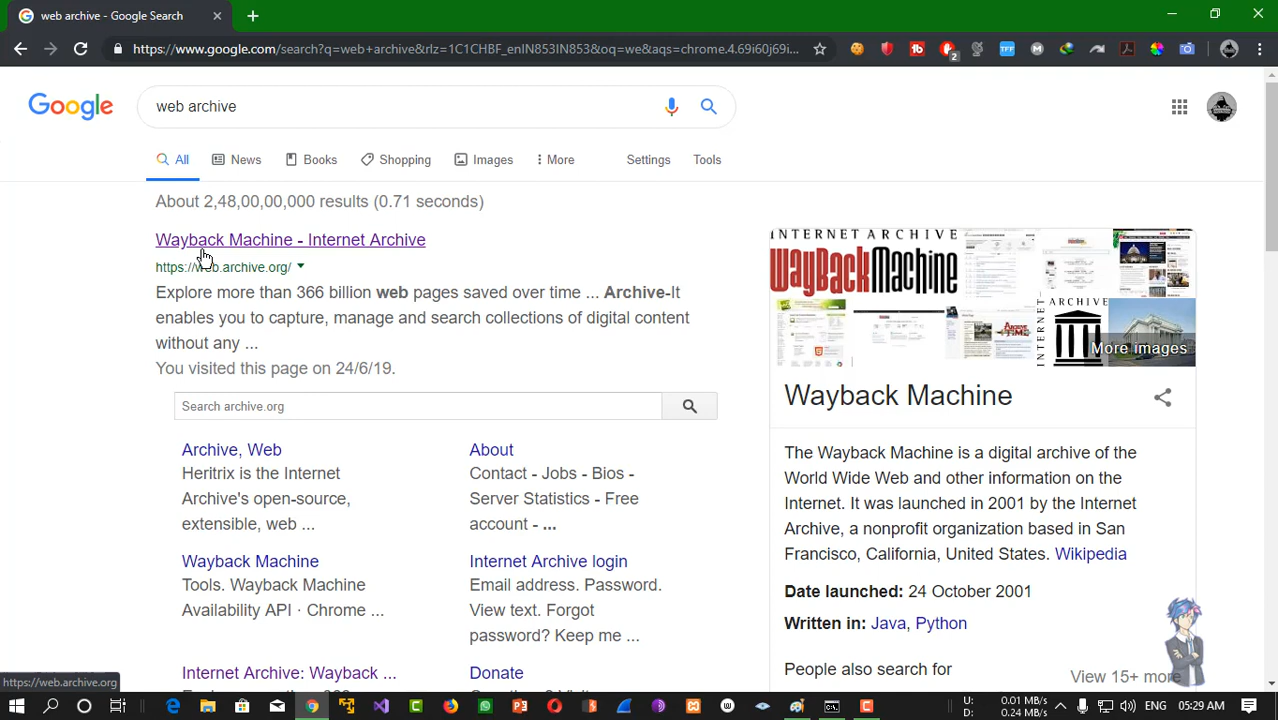 web archive - Google Search
https://www.google.com/search?q=web+archive&rlz=1C1CHBF_enIN853IN853&oq=we&aqs=chrome.4.69i60j69i...
2
TFF
M
Google
web archive
All
News
Books
Shopping
Images
More
Settings
Tools
About 2,48,00,00,000 results (0.71 seconds)
Wayback Machine - Internet Archive
https://web.archive.org/
Explore more than billion web pages saved over time ... Archive-It
enables you to capture, manage and search collections of digital content
without any ...
You visited this page on 24/6/19.
Search archive.org
Archive, Web
Heritrix is the Internet
Archive's open-source,
extensible, web ...
About
Contact - Jobs - Bios -
Server Statistics - Free
account - ...
Wayback Machine
Tools. Wayback Machine
Availability API · Chrome ...
Internet Archive login
Email address. Password.
View text. Forgot
password? Keep me ...
Internet Archive: Wayback ...
Donate
INTERNET ARCHIVE
WayBackMachine
INTERNET
ARCHIVE
More images
Wayback Machine
The Wayback Machine is a digital archive of the
World Wide Web and other information on the
Internet. It was launched in 2001 by the Internet
Archive, a nonprofit organization based in San
Francisco, California, United States. Wikipedia
Date launched: 24 October 2001
Written in: Java, Python
People also search for
View 15+ more
https://web.archive.org
U: 0.01 MB/s
D: 0.24 MB/s
ENG
05:29 AM